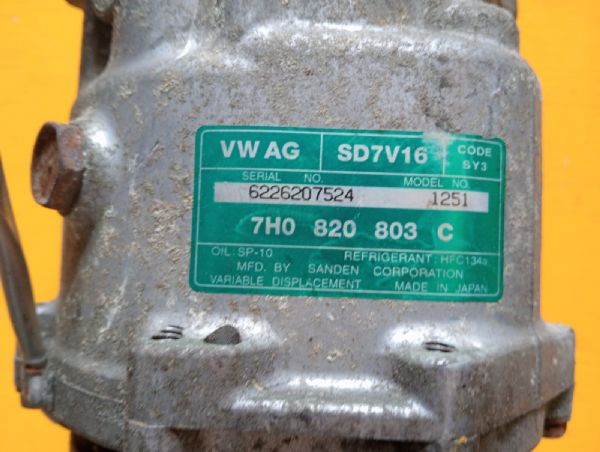 VW AG SD7V16 CODE SY3
SERIAL NO. MODEL NO.
6226207524 1251
7H0 820 803 C
OIL: SP-10 REFRIGERANT: HFC134a
MFD. BY SANDEN CORPORATION
VARIABLE DISPLACEMENT MADE IN JAPAN